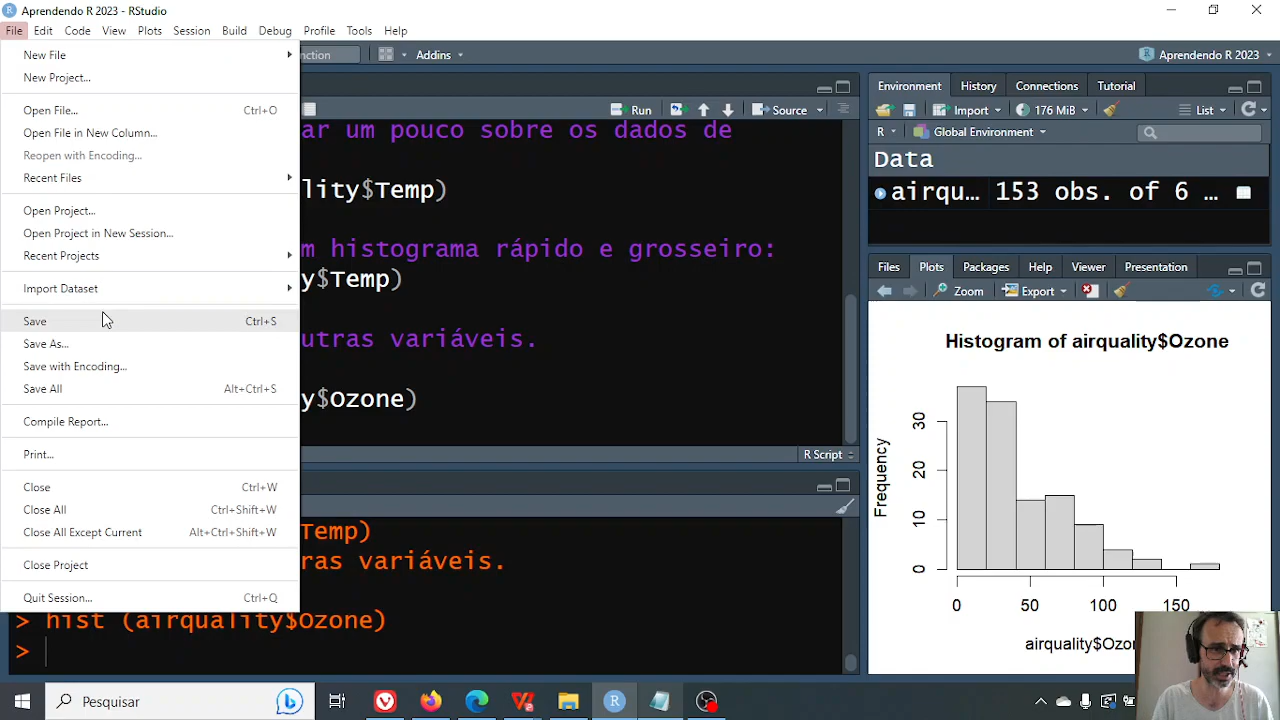 Aprendendo R 2023 - RStudio
File Edit Code View Plots Session Build Debug Profile Tools Help
New File
New Project...
Open File... Ctrl+O
Open File in New Column...
Reopen with Encoding...
Recent Files
Open Project...
Open Project in New Session...
Recent Projects
Import Dataset
Save Ctrl+S
Save As...
Save with Encoding...
Save All Alt+Ctrl+S
Compile Report...
Print...
Close Ctrl+W
Close All Ctrl+Shift+W
Close All Except Current Alt+Ctrl+Shift+W
Close Project
Quit Session... Ctrl+Q
nction Addins Aprendendo R 2023
Run Source
ar um pouco sobre os dados de
lity$Temp)
m histograma rápido e grosseiro:
y$Temp)
utras variáveis.
y$Ozone)
R Script
Temp)
ras variáveis.
> hist (airquality$Ozone)
>
Environment History Connections Tutorial
Import 176 MiB List
R Global Environment
Data
airqu... 153 obs. of 6 ...
Files Plots Packages Help Viewer Presentation
Zoom Export
Histogram of airquality$Ozone
Frequency
30
20
10
0
0 50 100 150
airquality$Ozo
Pesquisar